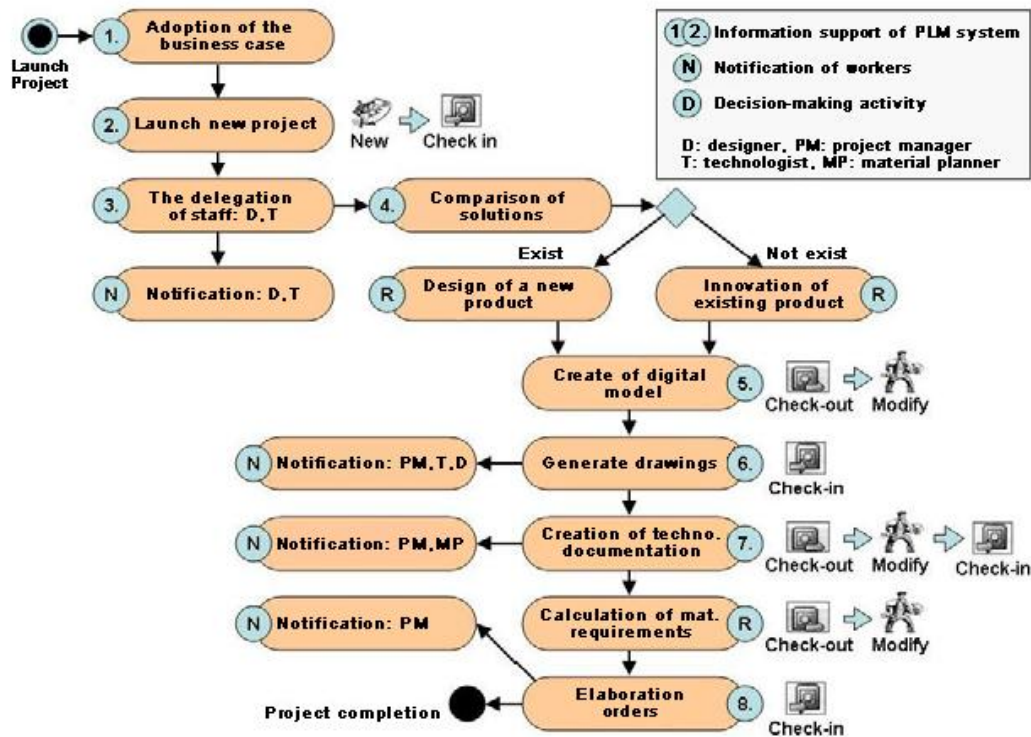 Launch
Project
1.
Adoption of the
business case
1 2. Information support of PLM system
N Notification of workers
D Decision-making activity
D: designer, PM: project manager
T: technologist, MP: material planner
2.
Launch new project
New
Check in
3.
The delegation
of staff: D,T
4.
Comparison of
solutions
Exist
Not exist
N
Notification: D,T
R
Design of a new
product
Innovation of
existing product
R
Create of digital
model
5.
Check-out
Modify
N
Notification: PM,T,D
Generate drawings
6.
Check-in
N
Notification: PM,MP
Creation of techno.
documentation
7.
Check-out
Modify
Check-in
N
Notification: PM
Calculation of mat.
requirements
R
Check-out
Modify
Project completion
Elaboration
orders
8.
Check-in